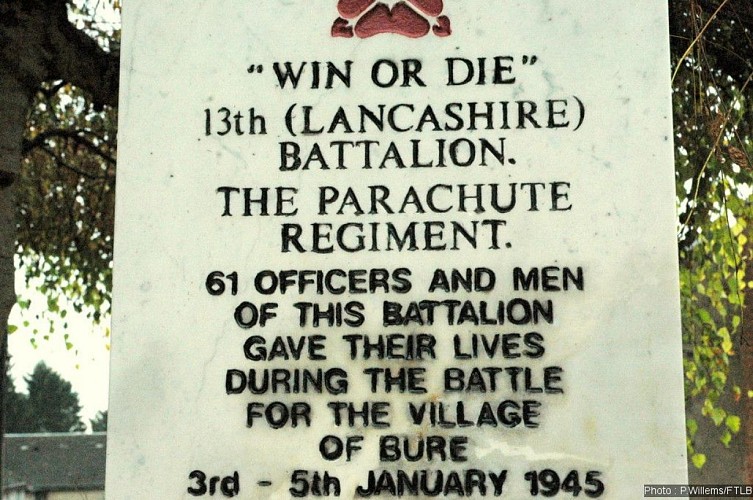 "WIN OR DIE"
13th (LANCASHIRE)
BATTALION.
THE PARACHUTE
REGIMENT.
61 OFFICERS AND MEN
OF THIS BATTALION
GAVE THEIR LIVES
DURING THE BATTLE
FOR THE VILLAGE
OF BURE
3rd - 5th JANUARY 1945
Photo : P.Willems/FTLB